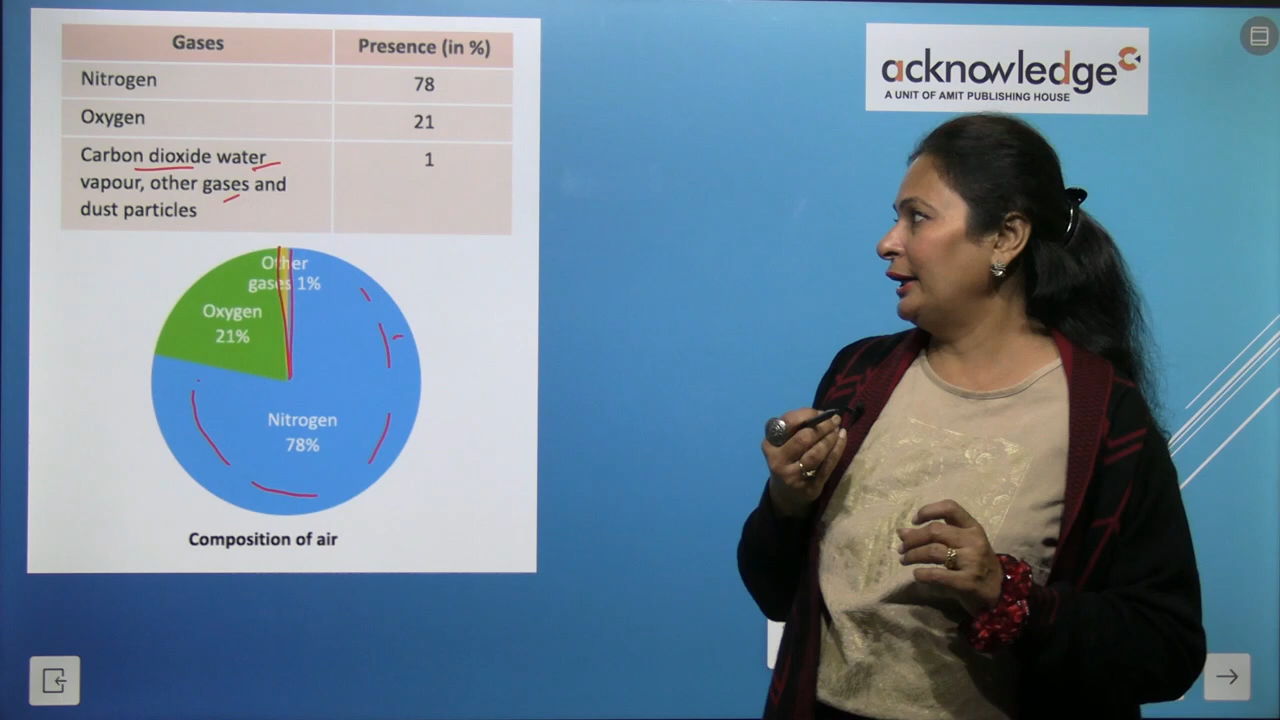 Gases Presence (in %)
Nitrogen 78
Oxygen 21
Carbon dioxide water 1
vapour, other gases and
dust particles
Other
gases 1%
Oxygen
21%
Nitrogen
78%
Composition of air
acknowledge
A UNIT OF AMIT PUBLISHING HOUSE